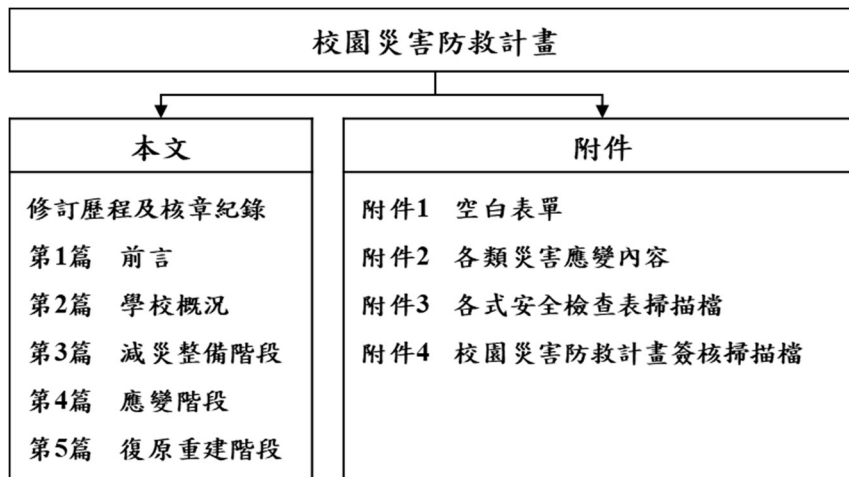 校園災害防救計畫
本文
修訂歷程及核章紀錄
第1篇 前言
第2篇 學校概況
第3篇 減災整備階段
第4篇 應變階段
第5篇 復原重建階段
附件
附件1 空白表單
附件2 各類災害應變內容
附件3 各式安全檢查表掃描檔
附件4 校園災害防救計畫簽核掃描檔